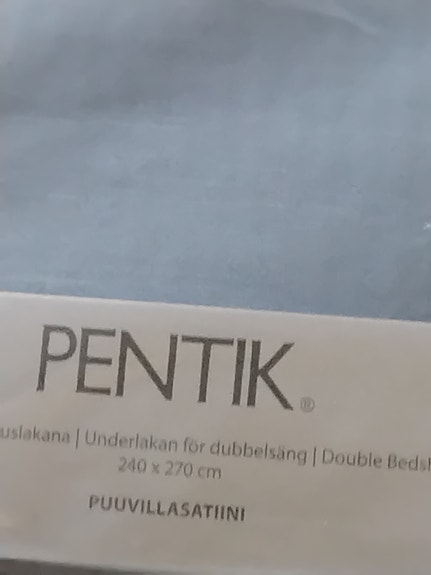 PENTIK®
uslakana | Underlakan för dubbelsäng | Double Beds
240 x 270 cm
PUUVILLASATIINI